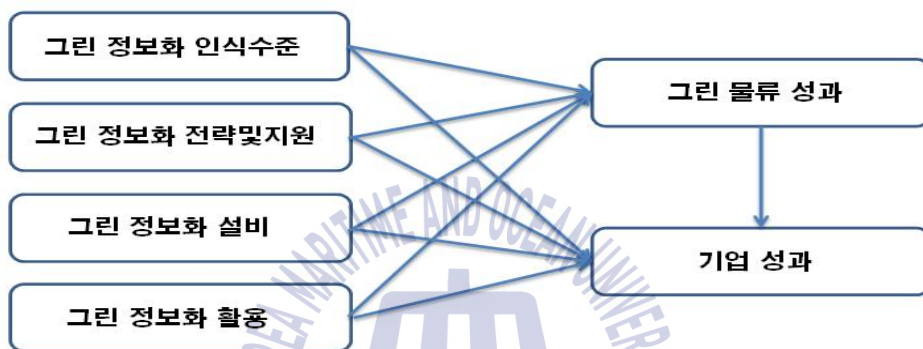 그린 정보화 인식수준
그린 정보화 전략및지원
그린 정보화 설비
그린 정보화 활용
그린 물류 성과
기업 성과